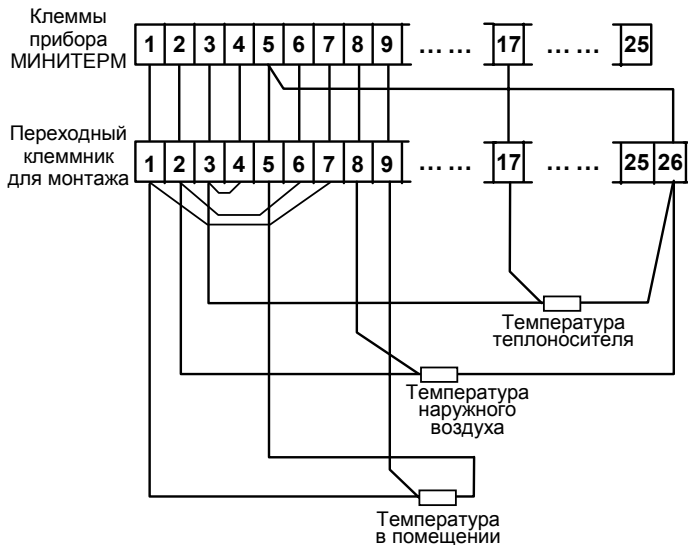 Клеммы
прибора
МИНИТЕРМ
1 2 3 4 5 6 7 8 9 ... ... 17 ... ... 25
Переходный
клеммник
для монтажа
1 2 3 4 5 6 7 8 9 ... ... 17 ... ... 25 26
Температура
теплоносителя
Температура
наружного
воздуха
Температура
в помещении